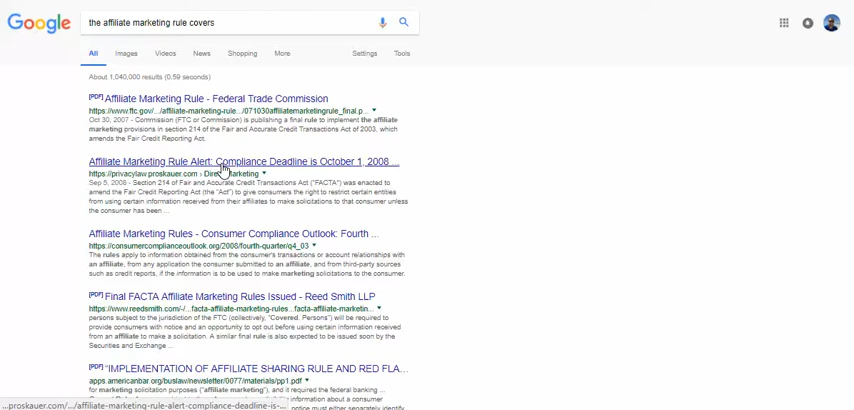 Google
the affiliate marketing rule covers
All Images Videos News Shopping More Settings Tools
About 1,040,000 results (0.59 seconds)
[PDF] Affiliate Marketing Rule - Federal Trade Commission
https://www.ftc.gov/.../affiliate-marketing-rule.../071030affiliatemarketingrule_final.p...
Oct 30, 2007 - Commission (FTC or Commission) is publishing a final rule to implement the affiliate
marketing provisions in section 214 of the Fair and Accurate Credit Transactions Act of 2003, which
amends the Fair Credit Reporting Act.
Affiliate Marketing Rule Alert: Compliance Deadline is October 1, 2008 ...
https://privacylaw.proskauer.com › Direct Marketing
Sep 5, 2008 - Section 214 of Fair and Accurate Credit Transactions Act ("FACTA") was enacted to
amend the Fair Credit Reporting Act (the "Act") to give consumers the right to restrict certain entities
from using certain information received from their affiliates to make solicitations to that consumer unless
the consumer has been ...
Affiliate Marketing Rules - Consumer Compliance Outlook: Fourth ...
https://consumercomplianceoutlook.org/2008/fourth-quarter/q4_03
The rules apply to information obtained from the consumer's transactions or account relationships with
an affiliate, from any application the consumer submitted to an affiliate, and from third-party sources
such as credit reports, if the information is to be used to make marketing solicitations to the consumer.
[PDF] Final FACTA Affiliate Marketing Rules Issued - Reed Smith LLP
https://www.reedsmith.com/-/...facta-affiliate-marketing-rules...facta-affiliate-marketin...
persons subject to the jurisdiction of the FTC (collectively, "Covered. Persons") will be required to
provide consumers with notice and an opportunity to opt out before using certain information received
from an affiliate to make a solicitation. A similar final rule is also expected to be issued soon by the
Securities and Exchange ...
[PDF] "IMPLEMENTATION OF AFFILIATE SHARING RULE AND RED FLA...
apps.americanbar.org/buslaw/newsletter/0077/materials/pp1.pdf
for marketing solicitation purposes ("affiliate marketing"), and it required the federal banking ...
notice must either separately identify
...proskauer.com/.../affiliate-marketing-rule-alert-compliance-deadline-is-...